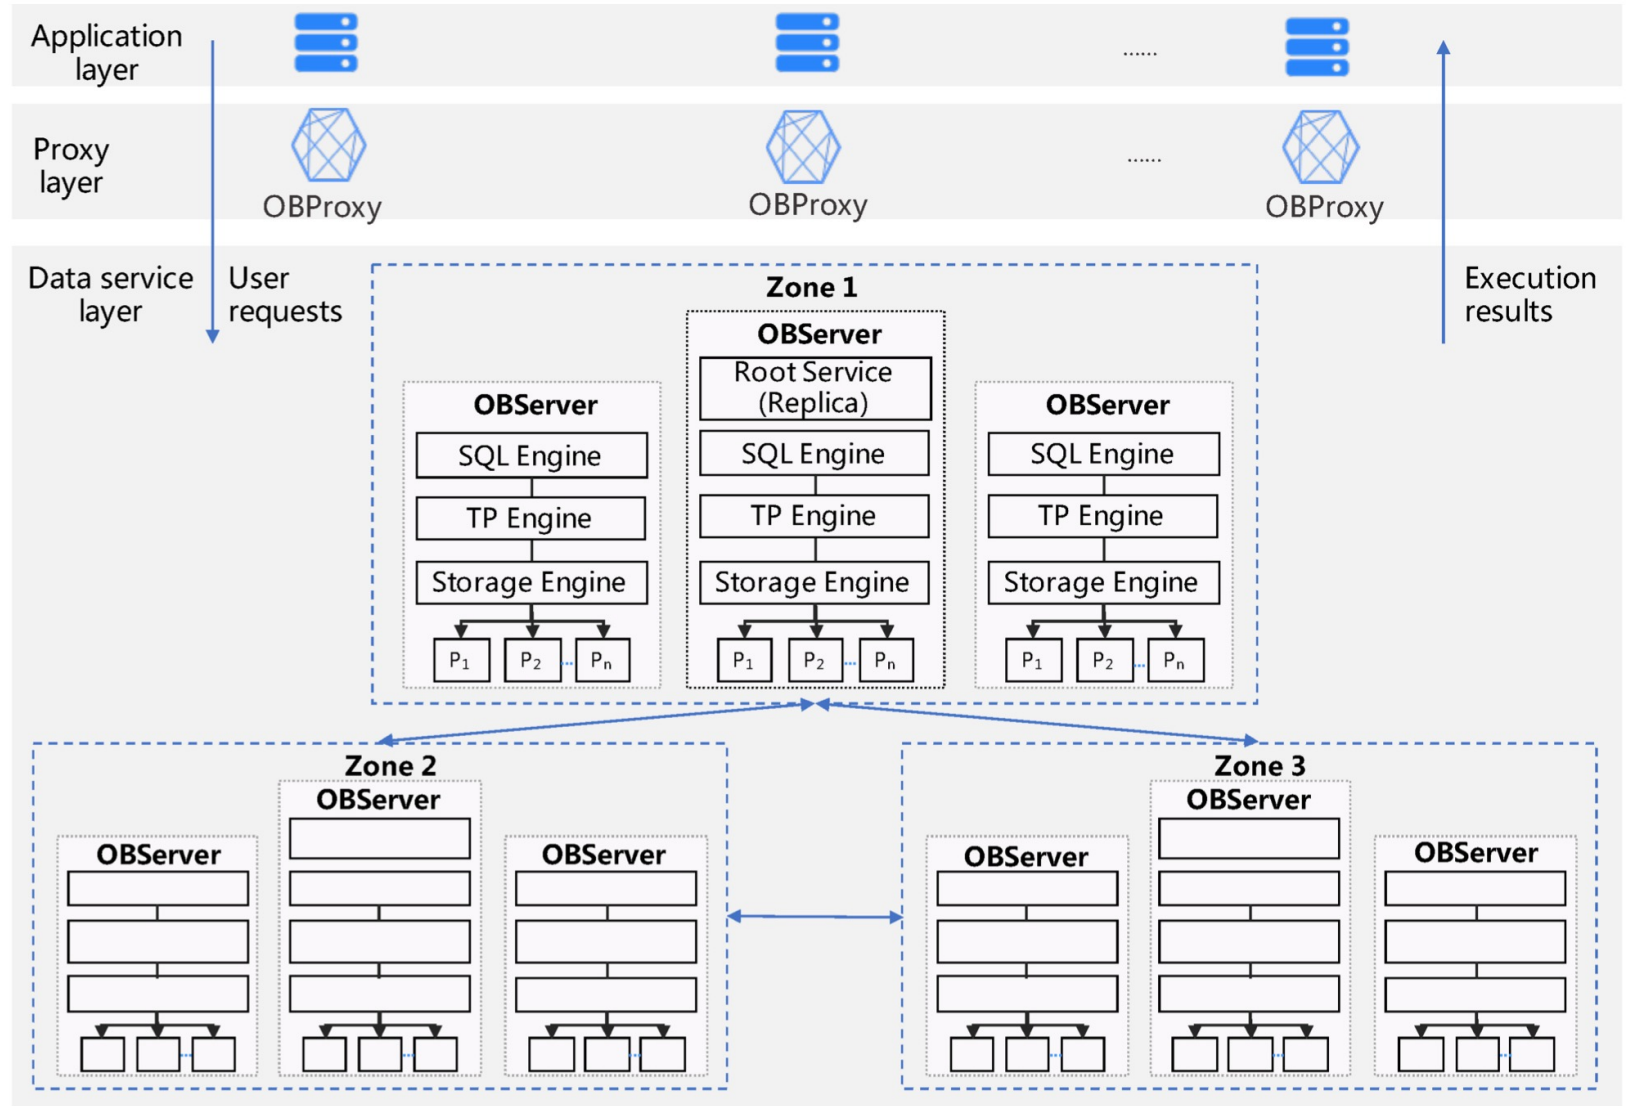 Application
layer
......
Proxy
layer
OBProxy
OBProxy
......
OBProxy
Data service
layer
User
requests
Execution
results
Zone 1
OBServer
SQL Engine
TP Engine
Storage Engine
P1
P2
...
Pn
OBServer
Root Service
(Replica)
SQL Engine
TP Engine
Storage Engine
P1
P2
...
Pn
OBServer
SQL Engine
TP Engine
Storage Engine
P1
P2
...
Pn
Zone 2
OBServer
...
OBServer
...
OBServer
...
Zone 3
OBServer
...
OBServer
...
OBServer
...